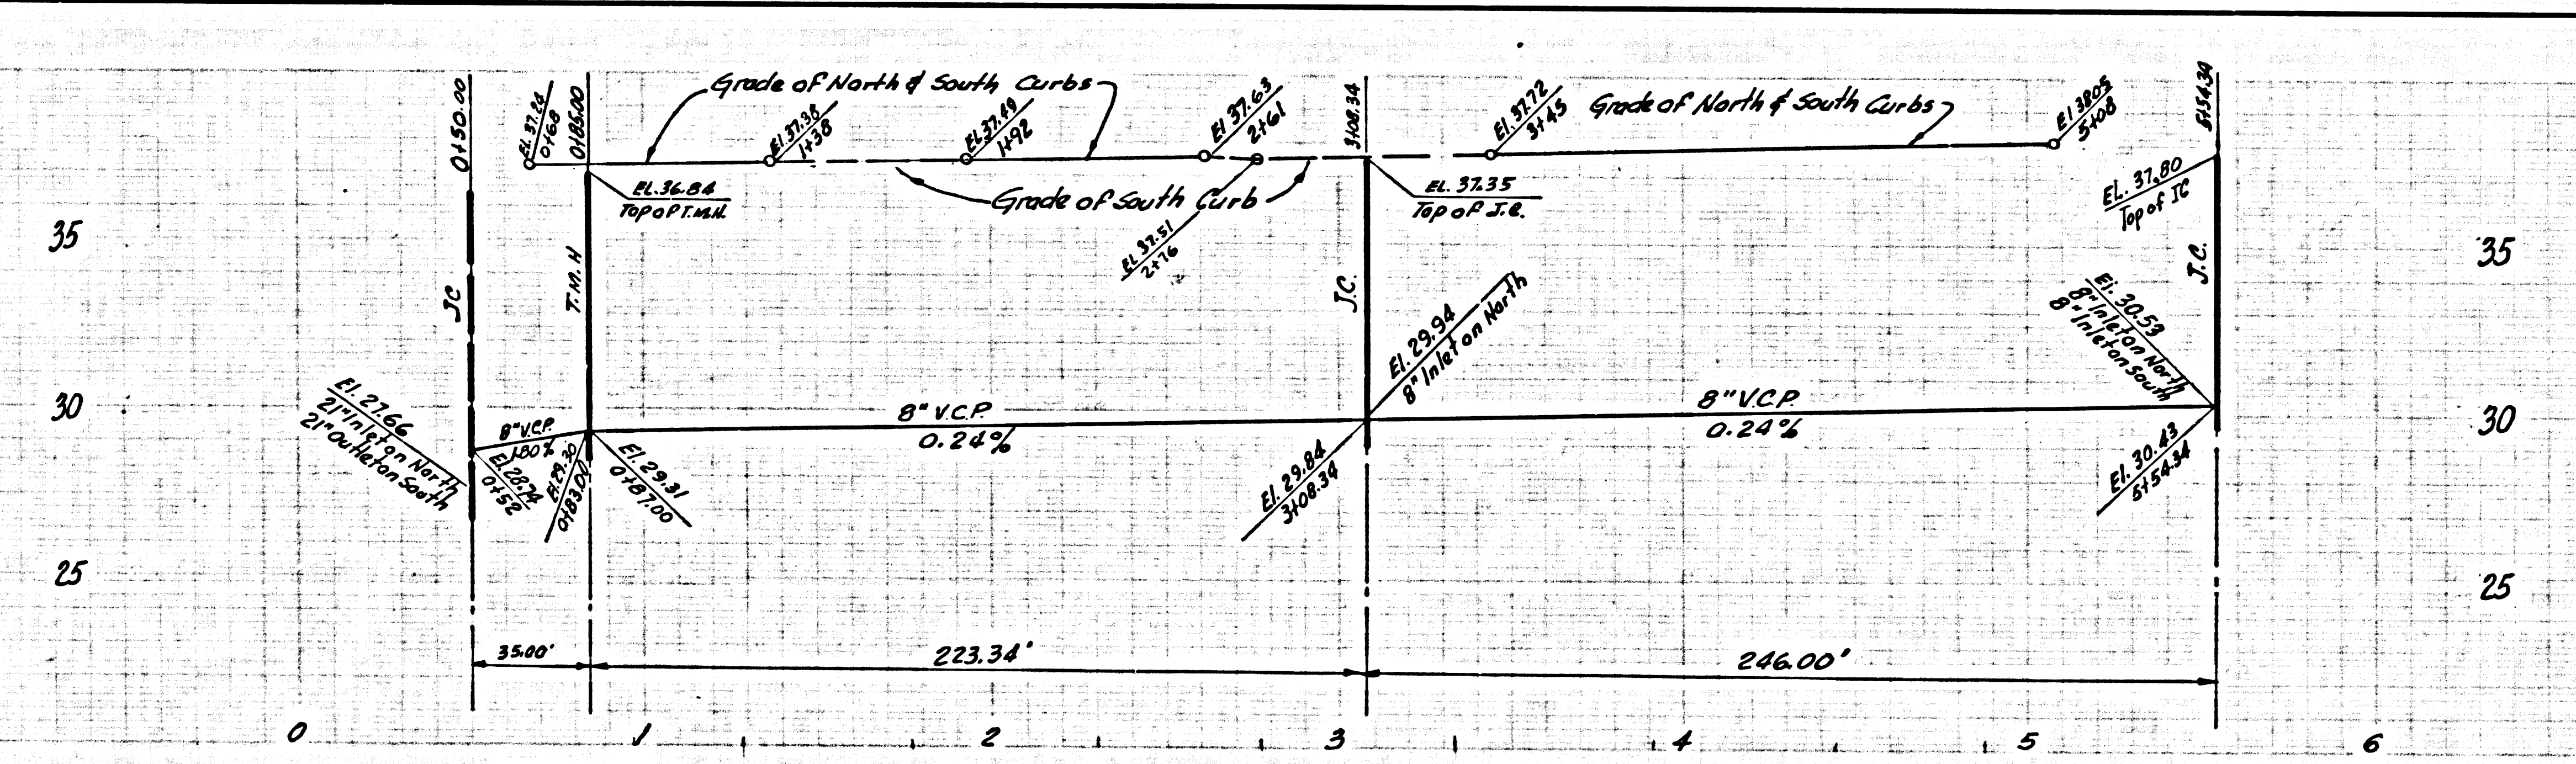 0+50.00
El. 37.24
0+68
0+85.00
Grade of North & South Curbs
El. 37.38
1+38
El. 37.49
1+92
El 37.63
2+61
3+08.34
El. 37.72
3+45
Grade of North & South Curbs
El 38.05
5+08
5+54.34
EL. 36.84
Top of T.M.H.
Grade of South Curb
EL 37.51
2+76
EL. 37.35
Top of J.C.
EL. 37.80
Top of JC
35
35
JC
T.M.H
J.C.
J.C.
El. 29.94
8" Inlet on North
El. 30.53
8" Inlet on North
8" Inlet on South
30
30
El. 27.66
21" Inlet on North
21" Outlet on South
8" V.C.P.
1.80%
8" V.C.P.
0.24%
8" V.C.P.
0.24%
El. 28.74
0+52
El. 29.30
0+83.00
El. 29.31
0+87.00
El. 29.84
3+08.34
El. 30.43
5+54.34
25
25
35.00'
223.34'
246.00'
0
1
2
3
4
5
6